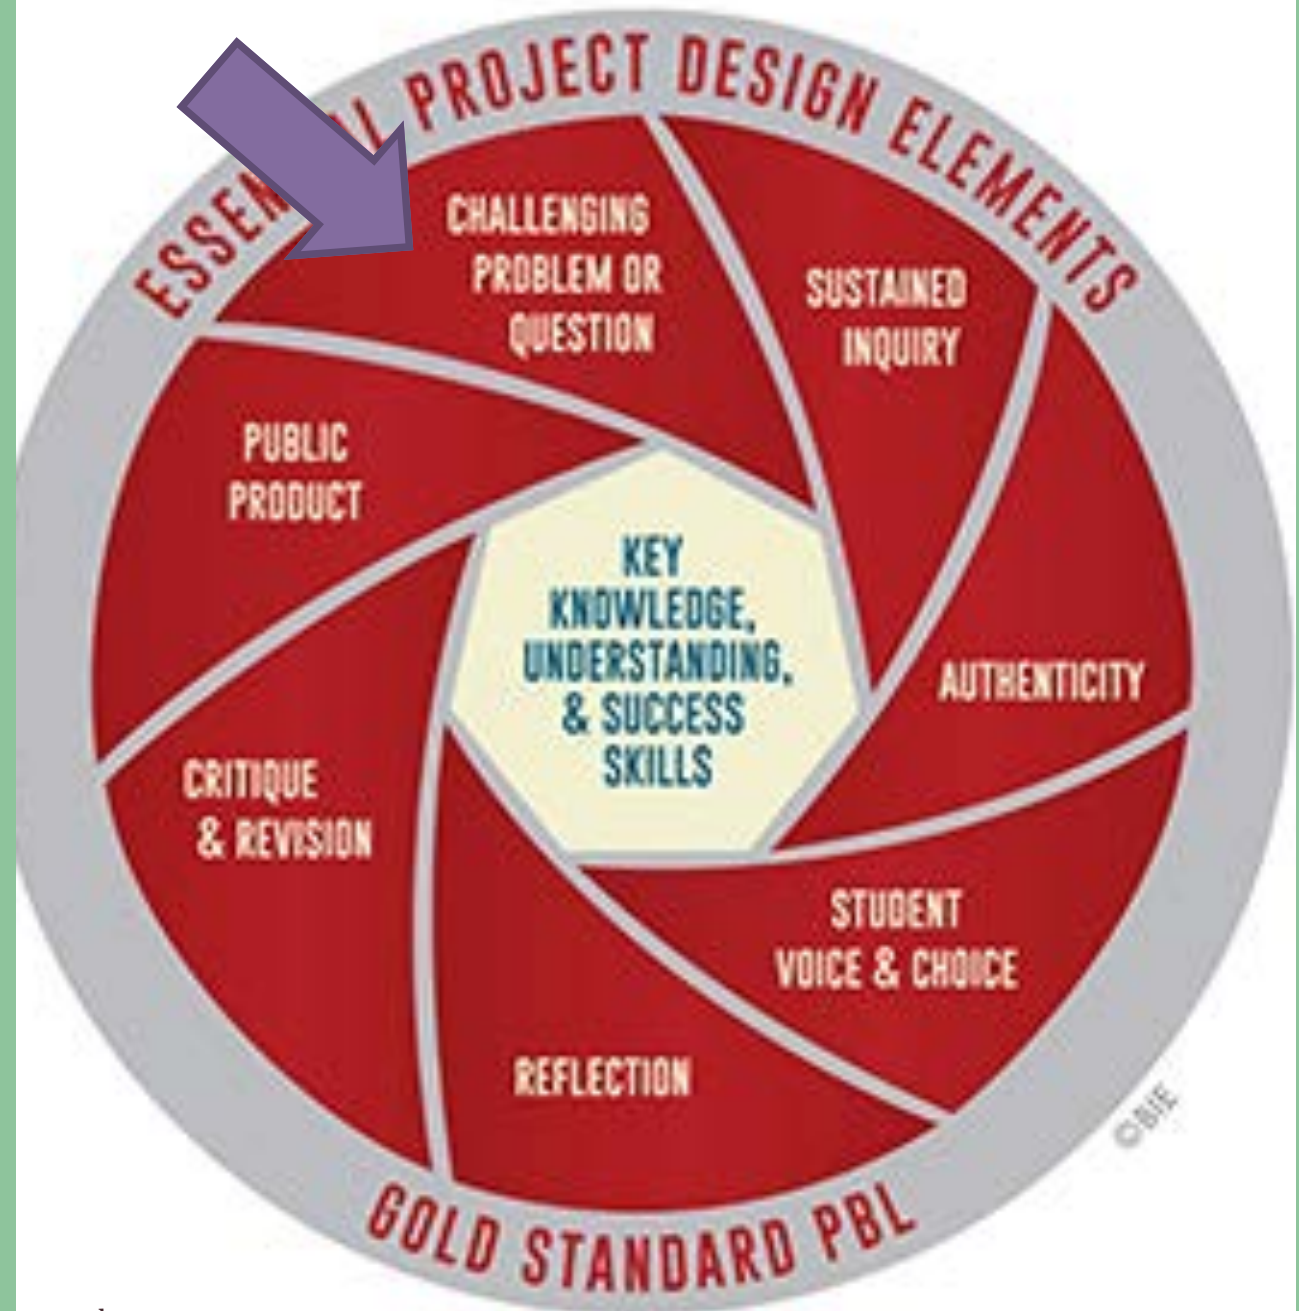 ESSEN L PROJECT DESIGN ELEMENTS
CHALLENGING
PROBLEM OR
QUESTION
SUSTAINED
INQUIRY
AUTHENTICITY
STUDENT
VOICE & CHOICE
REFLECTION
CRITIQUE
& REVISION
PUBLIC
PRODUCT
KEY
KNOWLEDGE,
UNDERSTANDING,
& SUCCESS
SKILLS
GOLD STANDARD PBL
©BIE